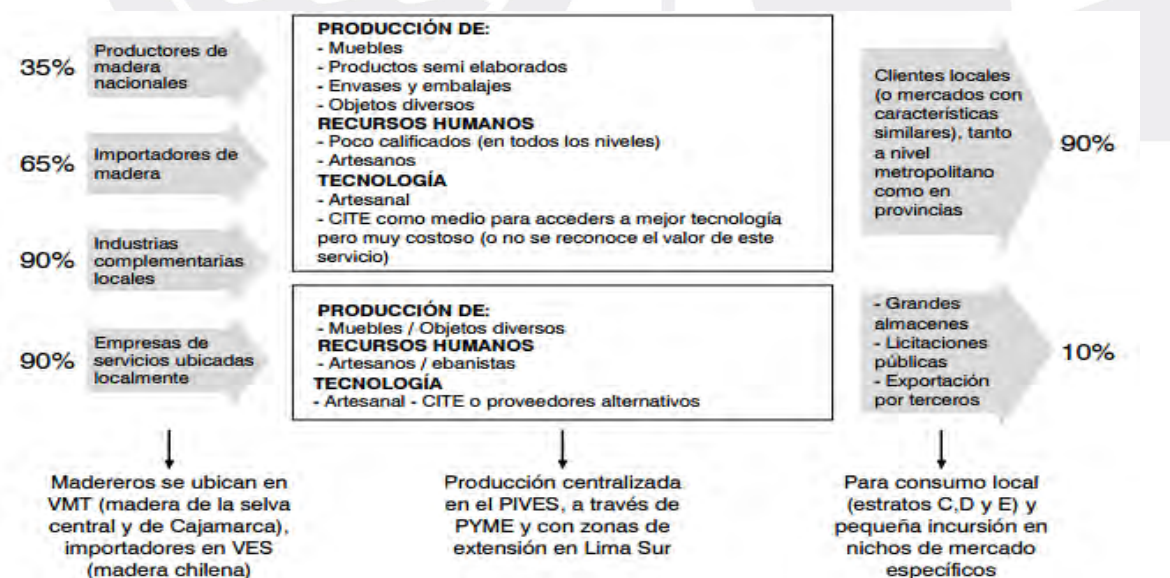 35%
Productores de
madera
nacionales
65%
Importadores de
madera
90%
Industrias
complementarias
locales
90%
Empresas de
servicios ubicadas
localmente
PRODUCCIÓN DE:
- Muebles
- Productos semi elaborados
- Envases y embalajes
- Objetos diversos
RECURSOS HUMANOS
- Poco calificados (en todos los niveles)
- Artesanos
TECNOLOGÍA
- Artesanal
- CITE como medio para acceders a mejor tecnología
pero muy costoso (o no se reconoce el valor de este
servicio)
PRODUCCIÓN DE:
- Muebles / Objetos diversos
RECURSOS HUMANOS
- Artesanos / ebanistas
TECNOLOGÍA
- Artesanal - CITE o proveedores alternativos
Clientes locales
(o mercados con
características
similares), tanto
a nivel
metropolitano
como en
provincias
90%
- Grandes
almacenes
- Licitaciones
públicas
- Exportación
por terceros
10%
Madereros se ubican en
VMT (madera de la selva
central y de Cajamarca),
importadores en VES
(madera chilena)
Producción centralizada
en el PIVES, a través de
PYME y con zonas de
extensión en Lima Sur
Para consumo local
(estratos C,D y E) y
pequeña incursión en
nichos de mercado
específicos